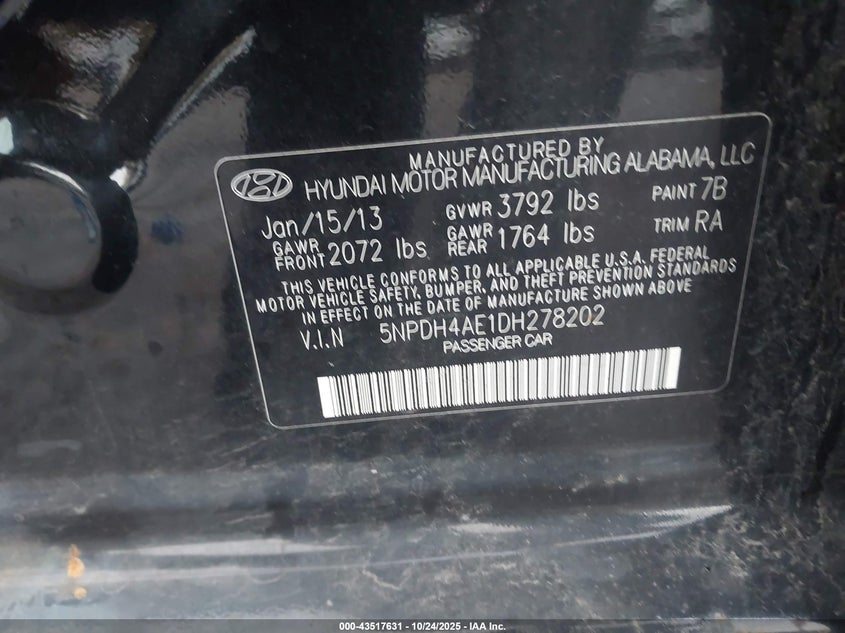 MANUFACTURED BY
HYUNDAI MOTOR MANUFACTURING ALABAMA, LLC
Jan/15/13 GVWR 3792 lbs PAINT 7B
GAWR FRONT 2072 lbs GAWR REAR 1764 lbs TRIM RA
THIS VEHICLE CONFORMS TO ALL APPLICABLE U.S.A. FEDERAL
MOTOR VEHICLE SAFETY, BUMPER, AND THEFT PREVENTION STANDARDS
IN EFFECT ON THE DATE OF MANUFACTURE SHOWN ABOVE
V.I.N 5NPDH4AE1DH278202
PASSENGER CAR
000-43517631 - 10/24/2025 - IAA Inc.